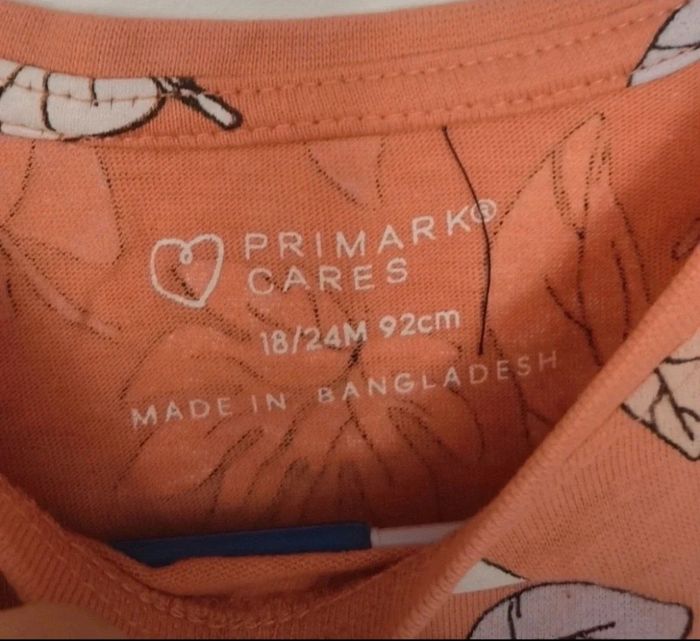 PRIMARK®
CARES
18/24M 92cm
MADE IN BANGLADESH